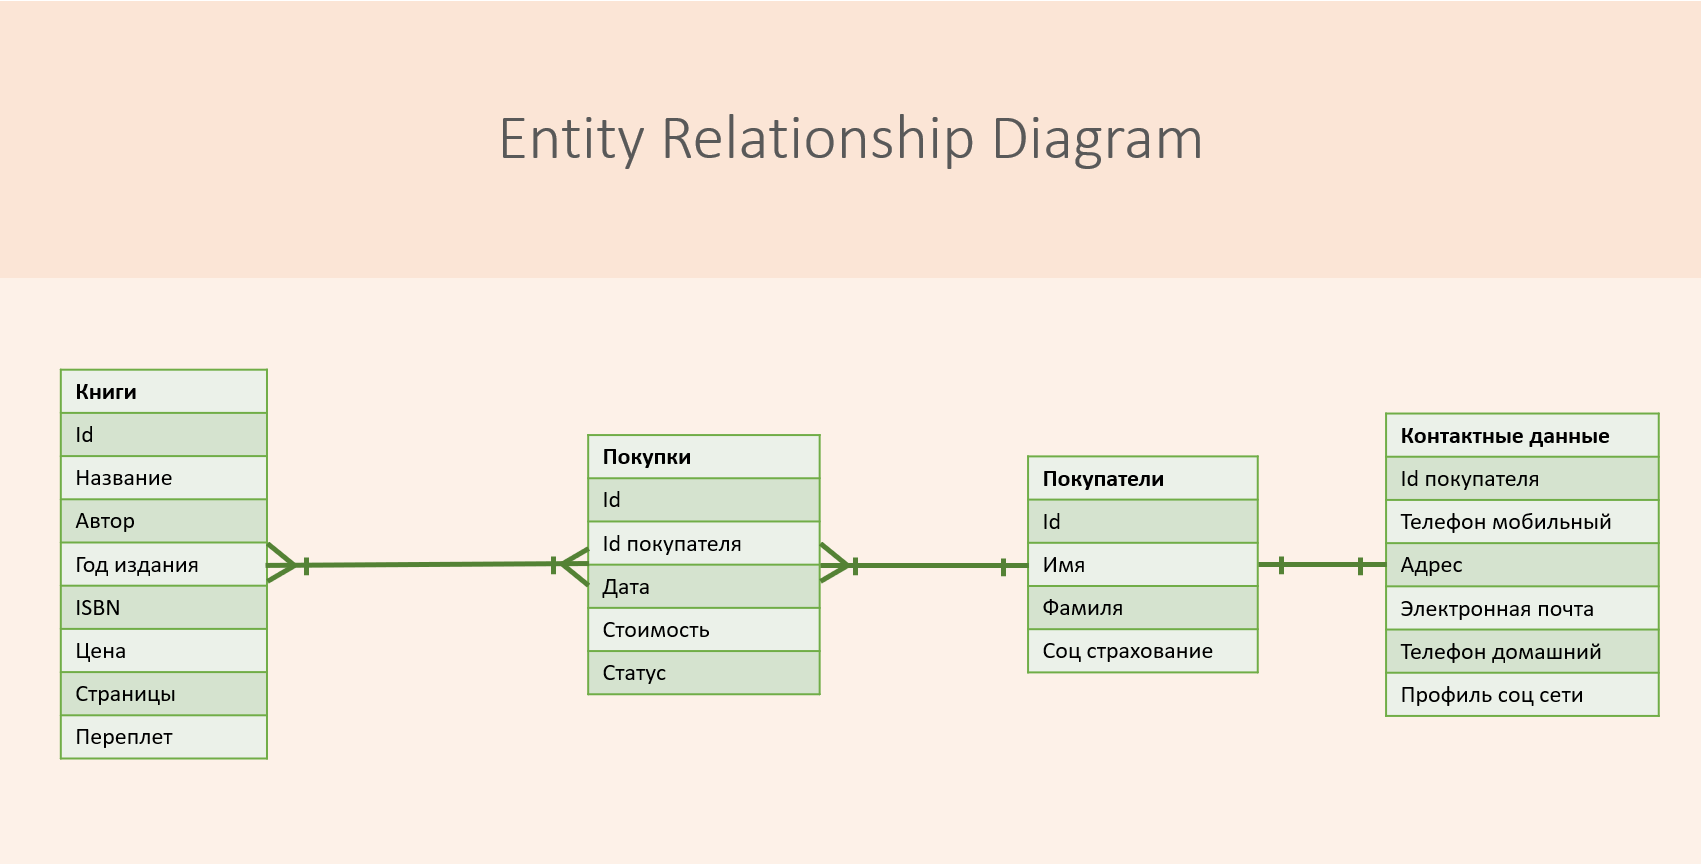 Entity Relationship Diagram
Книги
Id
Название
Автор
Год издания
ISBN
Цена
Страницы
Переплет
Покупки
Id
Id покупателя
Дата
Стоимость
Статус
Покупатели
Id
Имя
Фамиля
Соц страхование
Контактные данные
Id покупателя
Телефон мобильный
Адрес
Электронная почта
Телефон домашний
Профиль соц сети